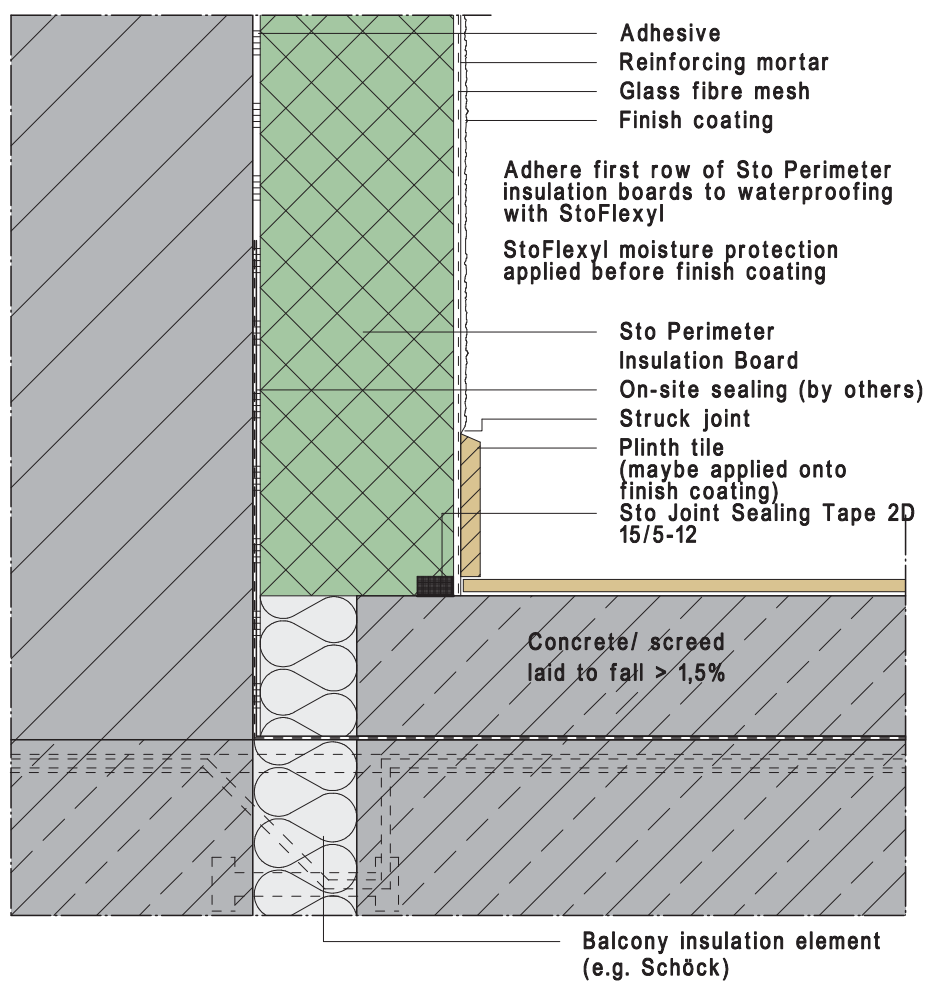 Adhesive
Reinforcing mortar
Glass fibre mesh
Finish coating
Adhere first row of Sto Perimeter
insulation boards to waterproofing
with StoFlexyl
StoFlexyl moisture protection
applied before finish coating
Sto Perimeter
Insulation Board
On-site sealing (by others)
Struck joint
Plinth tile
(maybe applied onto
finish coating)
Sto Joint Sealing Tape 2D
15/5-12
Concrete/ screed
laid to fall > 1,5%
Balcony insulation element
(e.g. Schöck)